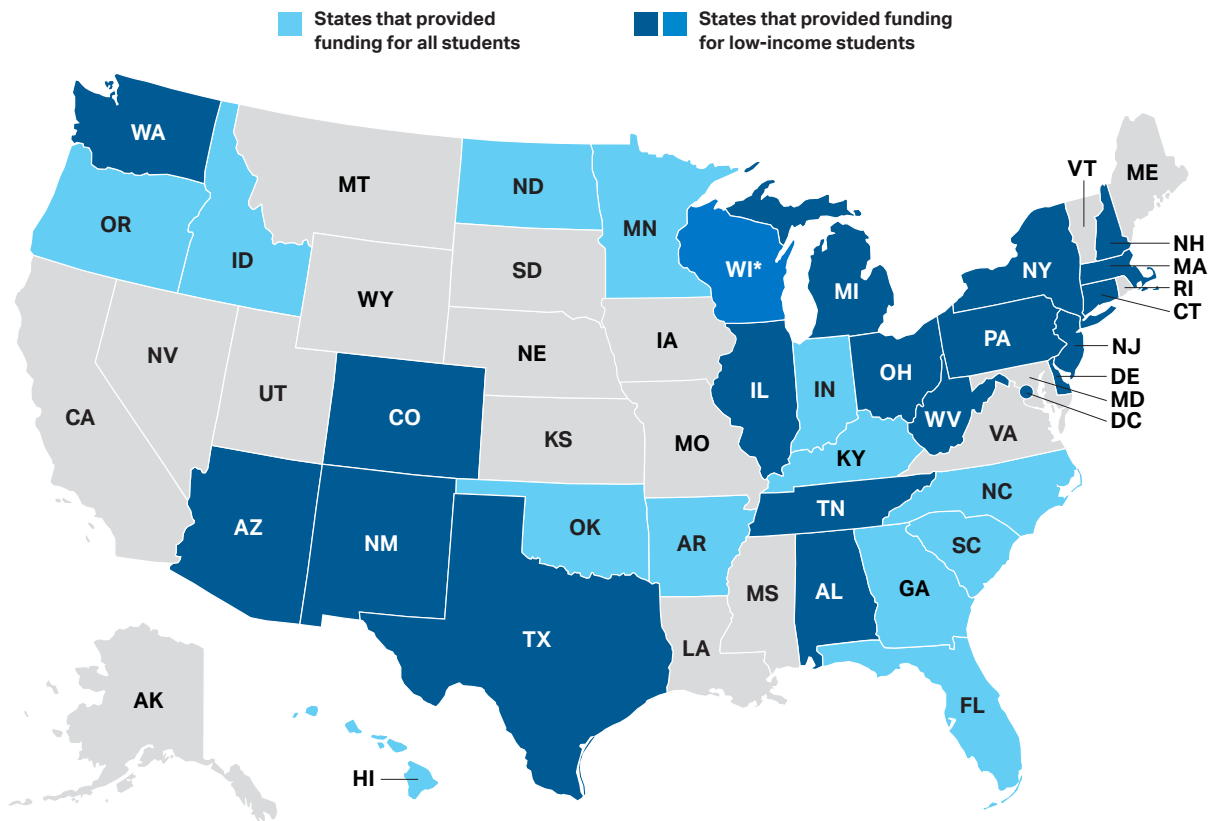 States that provided
funding for all students
States that provided funding
for low-income students
WA
OR
ID
MT
ND
MN
SD
WY
WI*
MI
NY
VT
ME
NH
MA
RI
CT
NJ
DE
MD
DC
PA
OH
IN
IL
IA
NE
NV
UT
CA
CO
KS
MO
KY
WV
VA
NC
TN
SC
AZ
NM
OK
AR
MS
AL
GA
TX
LA
FL
AK
HI